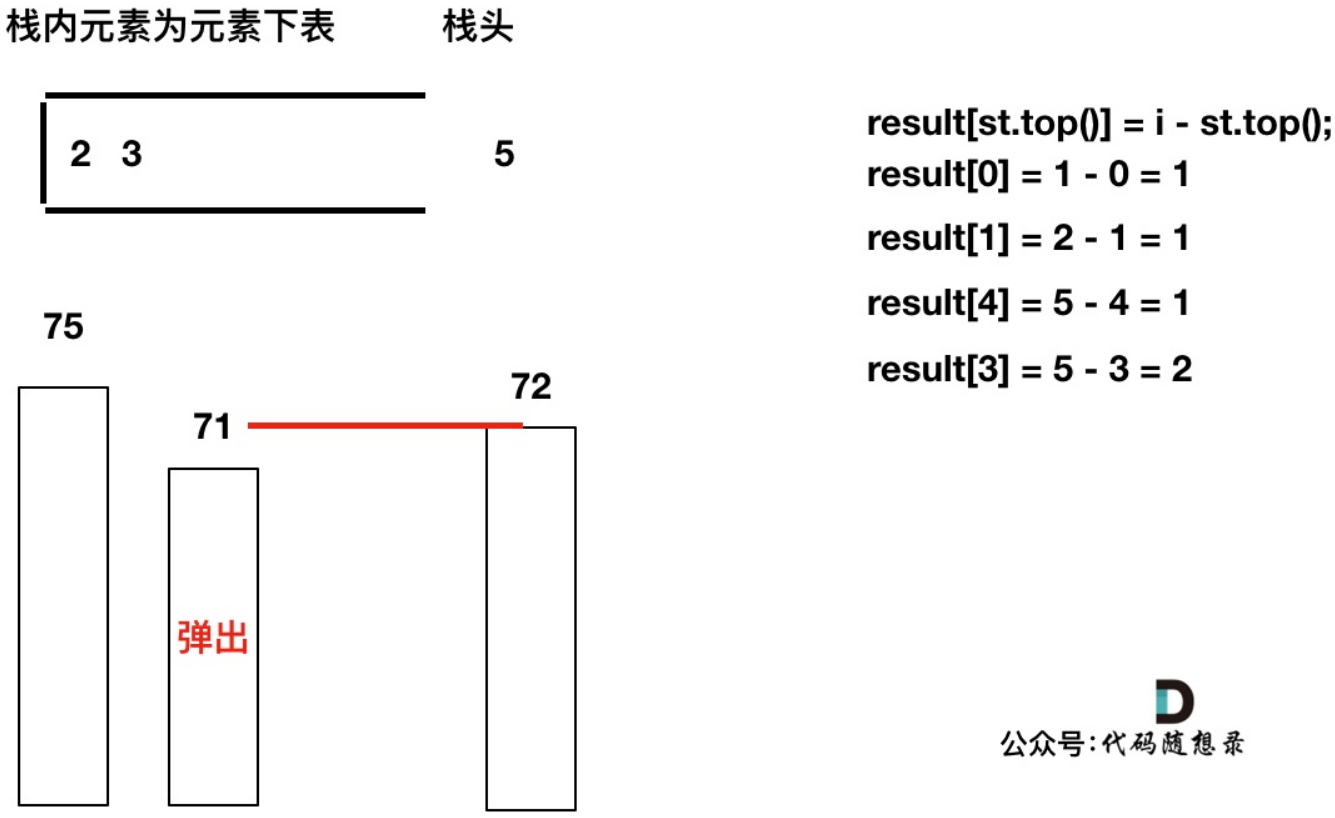 栈内元素为元素下表 栈头
2 3 5
result[st.top()] = i - st.top();
result[0] = 1 - 0 = 1
result[1] = 2 - 1 = 1
result[4] = 5 - 4 = 1
result[3] = 5 - 3 = 2
75
71
72
弹出
公众号:代码随想录